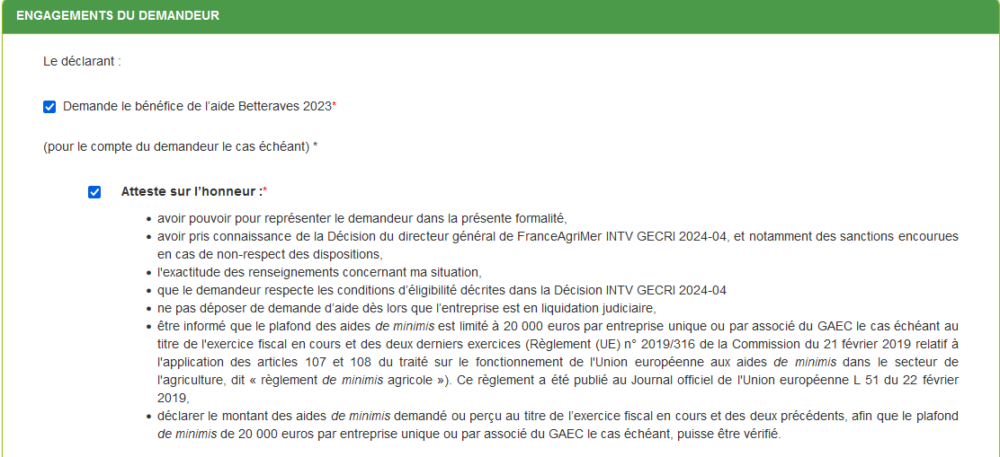 ENGAGEMENTS DU DEMANDEUR
Le déclarant :
Demande le bénéfice de l’aide Betteraves 2023*
(pour le compte du demandeur le cas échéant) *
Atteste sur l’honneur :*
• avoir pouvoir pour représenter le demandeur dans la présente formalité,
• avoir pris connaissance de la Décision du directeur général de FranceAgriMer INTV GECRI 2024-04, et notamment des sanctions encourues
en cas de non-respect des dispositions,
• l'exactitude des renseignements concernant ma situation,
• que le demandeur respecte les conditions d’éligibilité décrites dans la Décision INTV GECRI 2024-04
• ne pas déposer de demande d’aide dès lors que l’entreprise est en liquidation judiciaire,
• être informé que le plafond des aides de minimis est limité à 20 000 euros par entreprise unique ou par associé du GAEC le cas échéant au
titre de l'exercice fiscal en cours et des deux derniers exercices (Règlement (UE) n° 2019/316 de la Commission du 21 février 2019 relatif à
l'application des articles 107 et 108 du traité sur le fonctionnement de l'Union européenne aux aides de minimis dans le secteur de
l'agriculture, dit « règlement de minimis agricole »). Ce règlement a été publié au Journal officiel de l'Union européenne L 51 du 22 février
2019,
• déclarer le montant des aides de minimis demandé ou perçu au titre de l’exercice fiscal en cours et des deux précédents, afin que le plafond
de minimis de 20 000 euros par entreprise unique ou par associé du GAEC le cas échéant, puisse être vérifié.